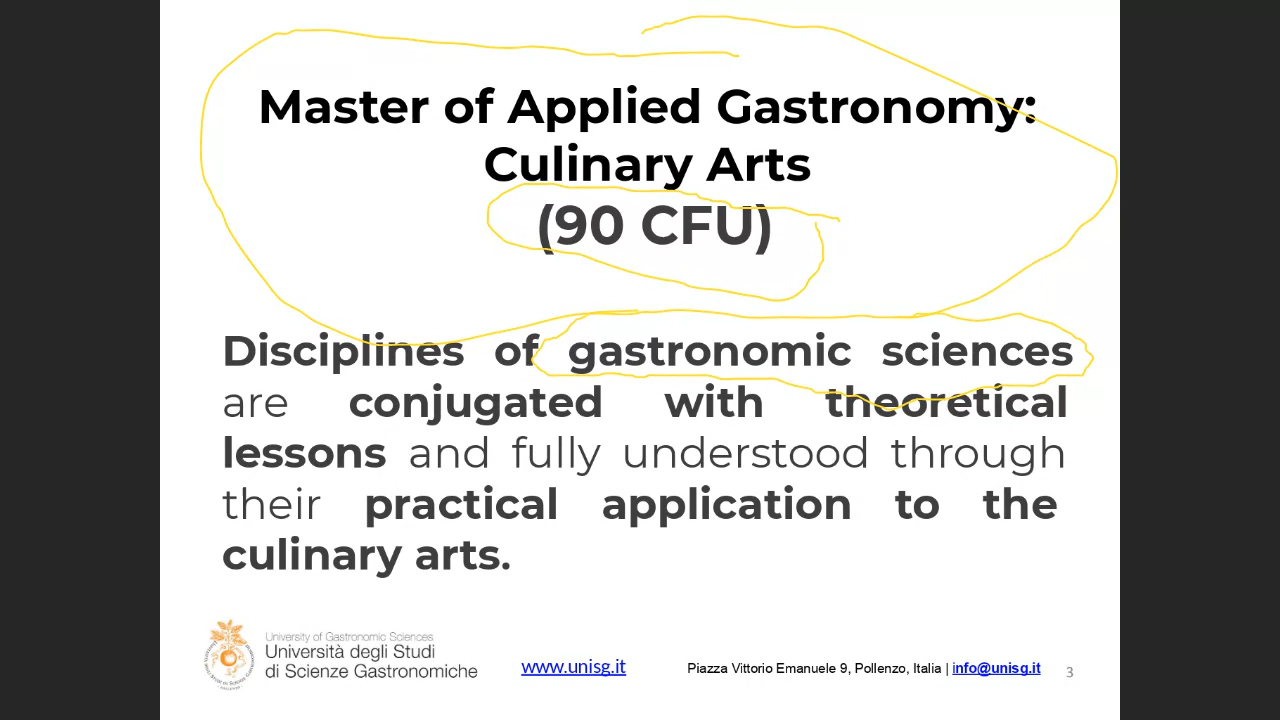 Master of Applied Gastronomy:
Culinary Arts
(90 CFU)
Disciplines of gastronomic sciences
are conjugated with theoretical
lessons and fully understood through
their practical application to the
culinary arts.
University of Gastronomic Sciences
Università degli Studi
di Scienze Gastronomiche
www.unisg.it
Piazza Vittorio Emanuele 9, Pollenzo, Italia | info@unisg.it
3